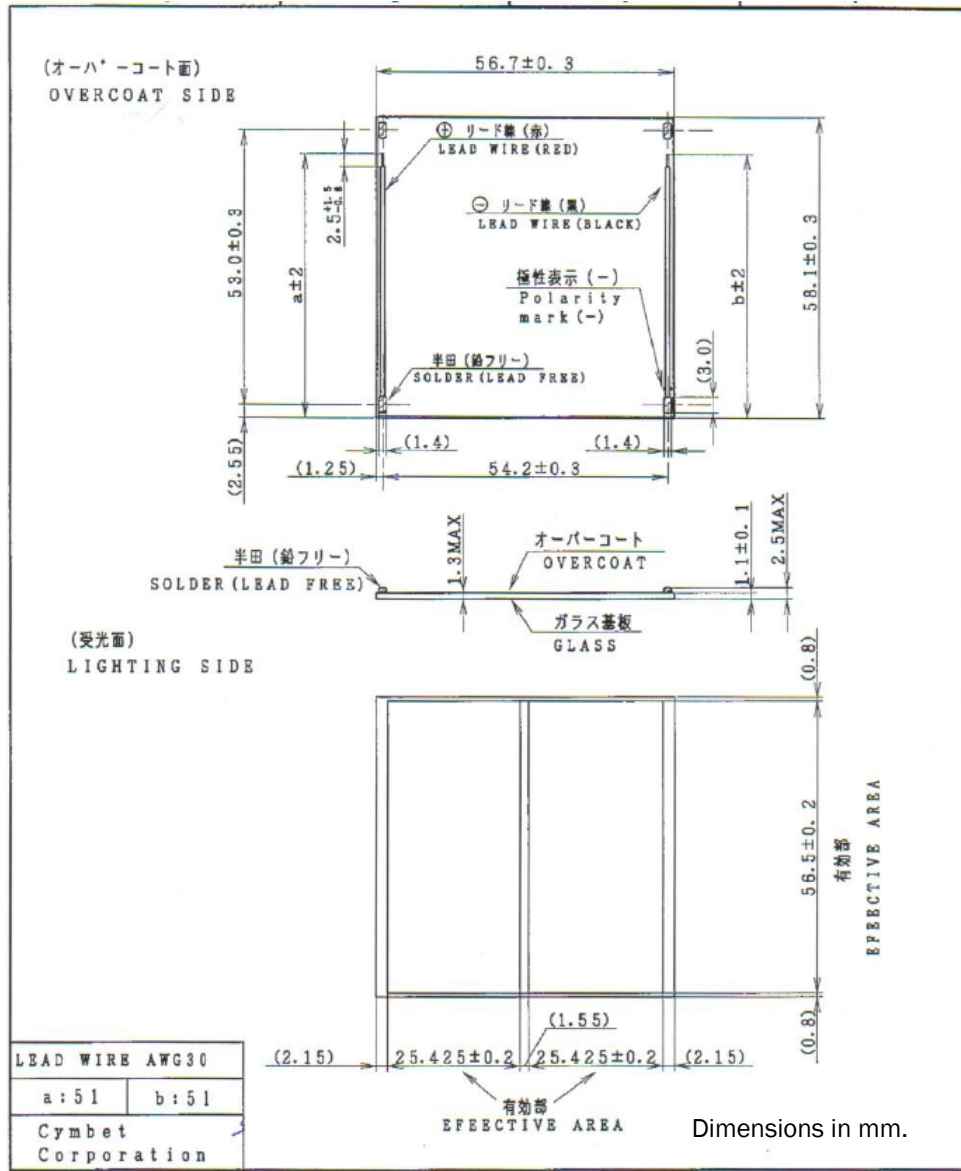 (オーバーコート面)
OVERCOAT SIDE
56.7±0.3
⊕ リード線(赤)
LEAD WIRE(RED)
2.5+1.5-0.8
⊖ リード線(黒)
LEAD WIRE(BLACK)
53.0±0.3
a±2
b±2
58.1±0.3
極性表示(-)
Polarity
mark(-)
半田(鉛フリー)
SOLDER(LEAD FREE)
(3.0)
(2.55)
(1.4)
(1.4)
(1.25)
54.2±0.3
1.3MAX
オーバーコート
OVERCOAT
1.1±0.1
2.5MAX
半田(鉛フリー)
SOLDER(LEAD FREE)
ガラス基板
GLASS
(受光面)
LIGHTING SIDE
(0.8)
56.5±0.2
有効部
EFEECTIVE AREA
(0.8)
(1.55)
(2.15)
25.425±0.2
25.425±0.2
(2.15)
有効部
EFEECTIVE AREA
LEAD WIRE AWG30
a:51
b:51
Cymbet
Corporation
Dimensions in mm.